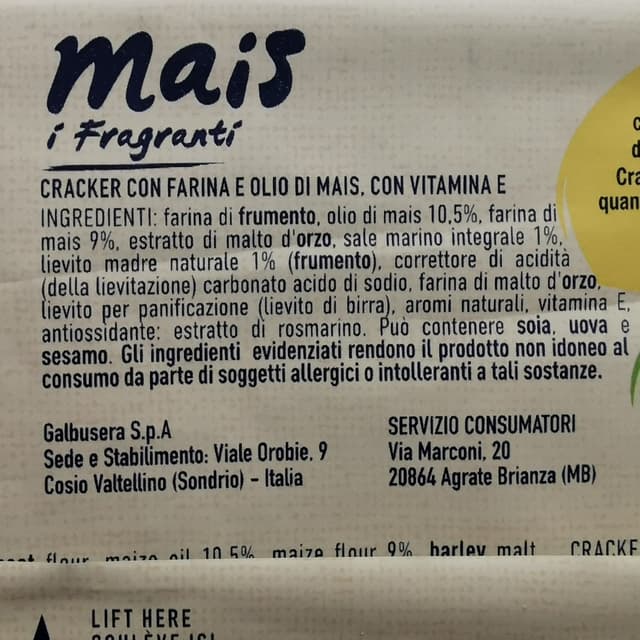 mais
i Fragranti
CRACKER CON FARINA E OLIO DI MAIS, CON VITAMINA E
INGREDIENTI: farina di frumento, olio di mais 10,5%, farina di
mais 9%, estratto di malto d'orzo, sale marino integrale 1%,
lievito madre naturale 1% (frumento), correttore di acidità
(della lievitazione) carbonato acido di sodio, farina di malto d'orzo,
lievito per panificazione (lievito di birra), aromi naturali, vitamina E,
antiossidante: estratto di rosmarino. Può contenere soia, uova e
sesamo. Gli ingredienti evidenziati rendono il prodotto non idoneo al
consumo da parte di soggetti allergici o intolleranti a tali sostanze.
Cra
quan
Galbusera S.p.A
Sede e Stabilimento: Viale Orobie, 9
Cosio Valtellino (Sondrio) - Italia
SERVIZIO CONSUMATORI
Via Marconi, 20
20864 Agrate Brianza (MB)
flour, maize oil 10,5%, maize flour 9%, barley malt CRACKE
LIFT HERE